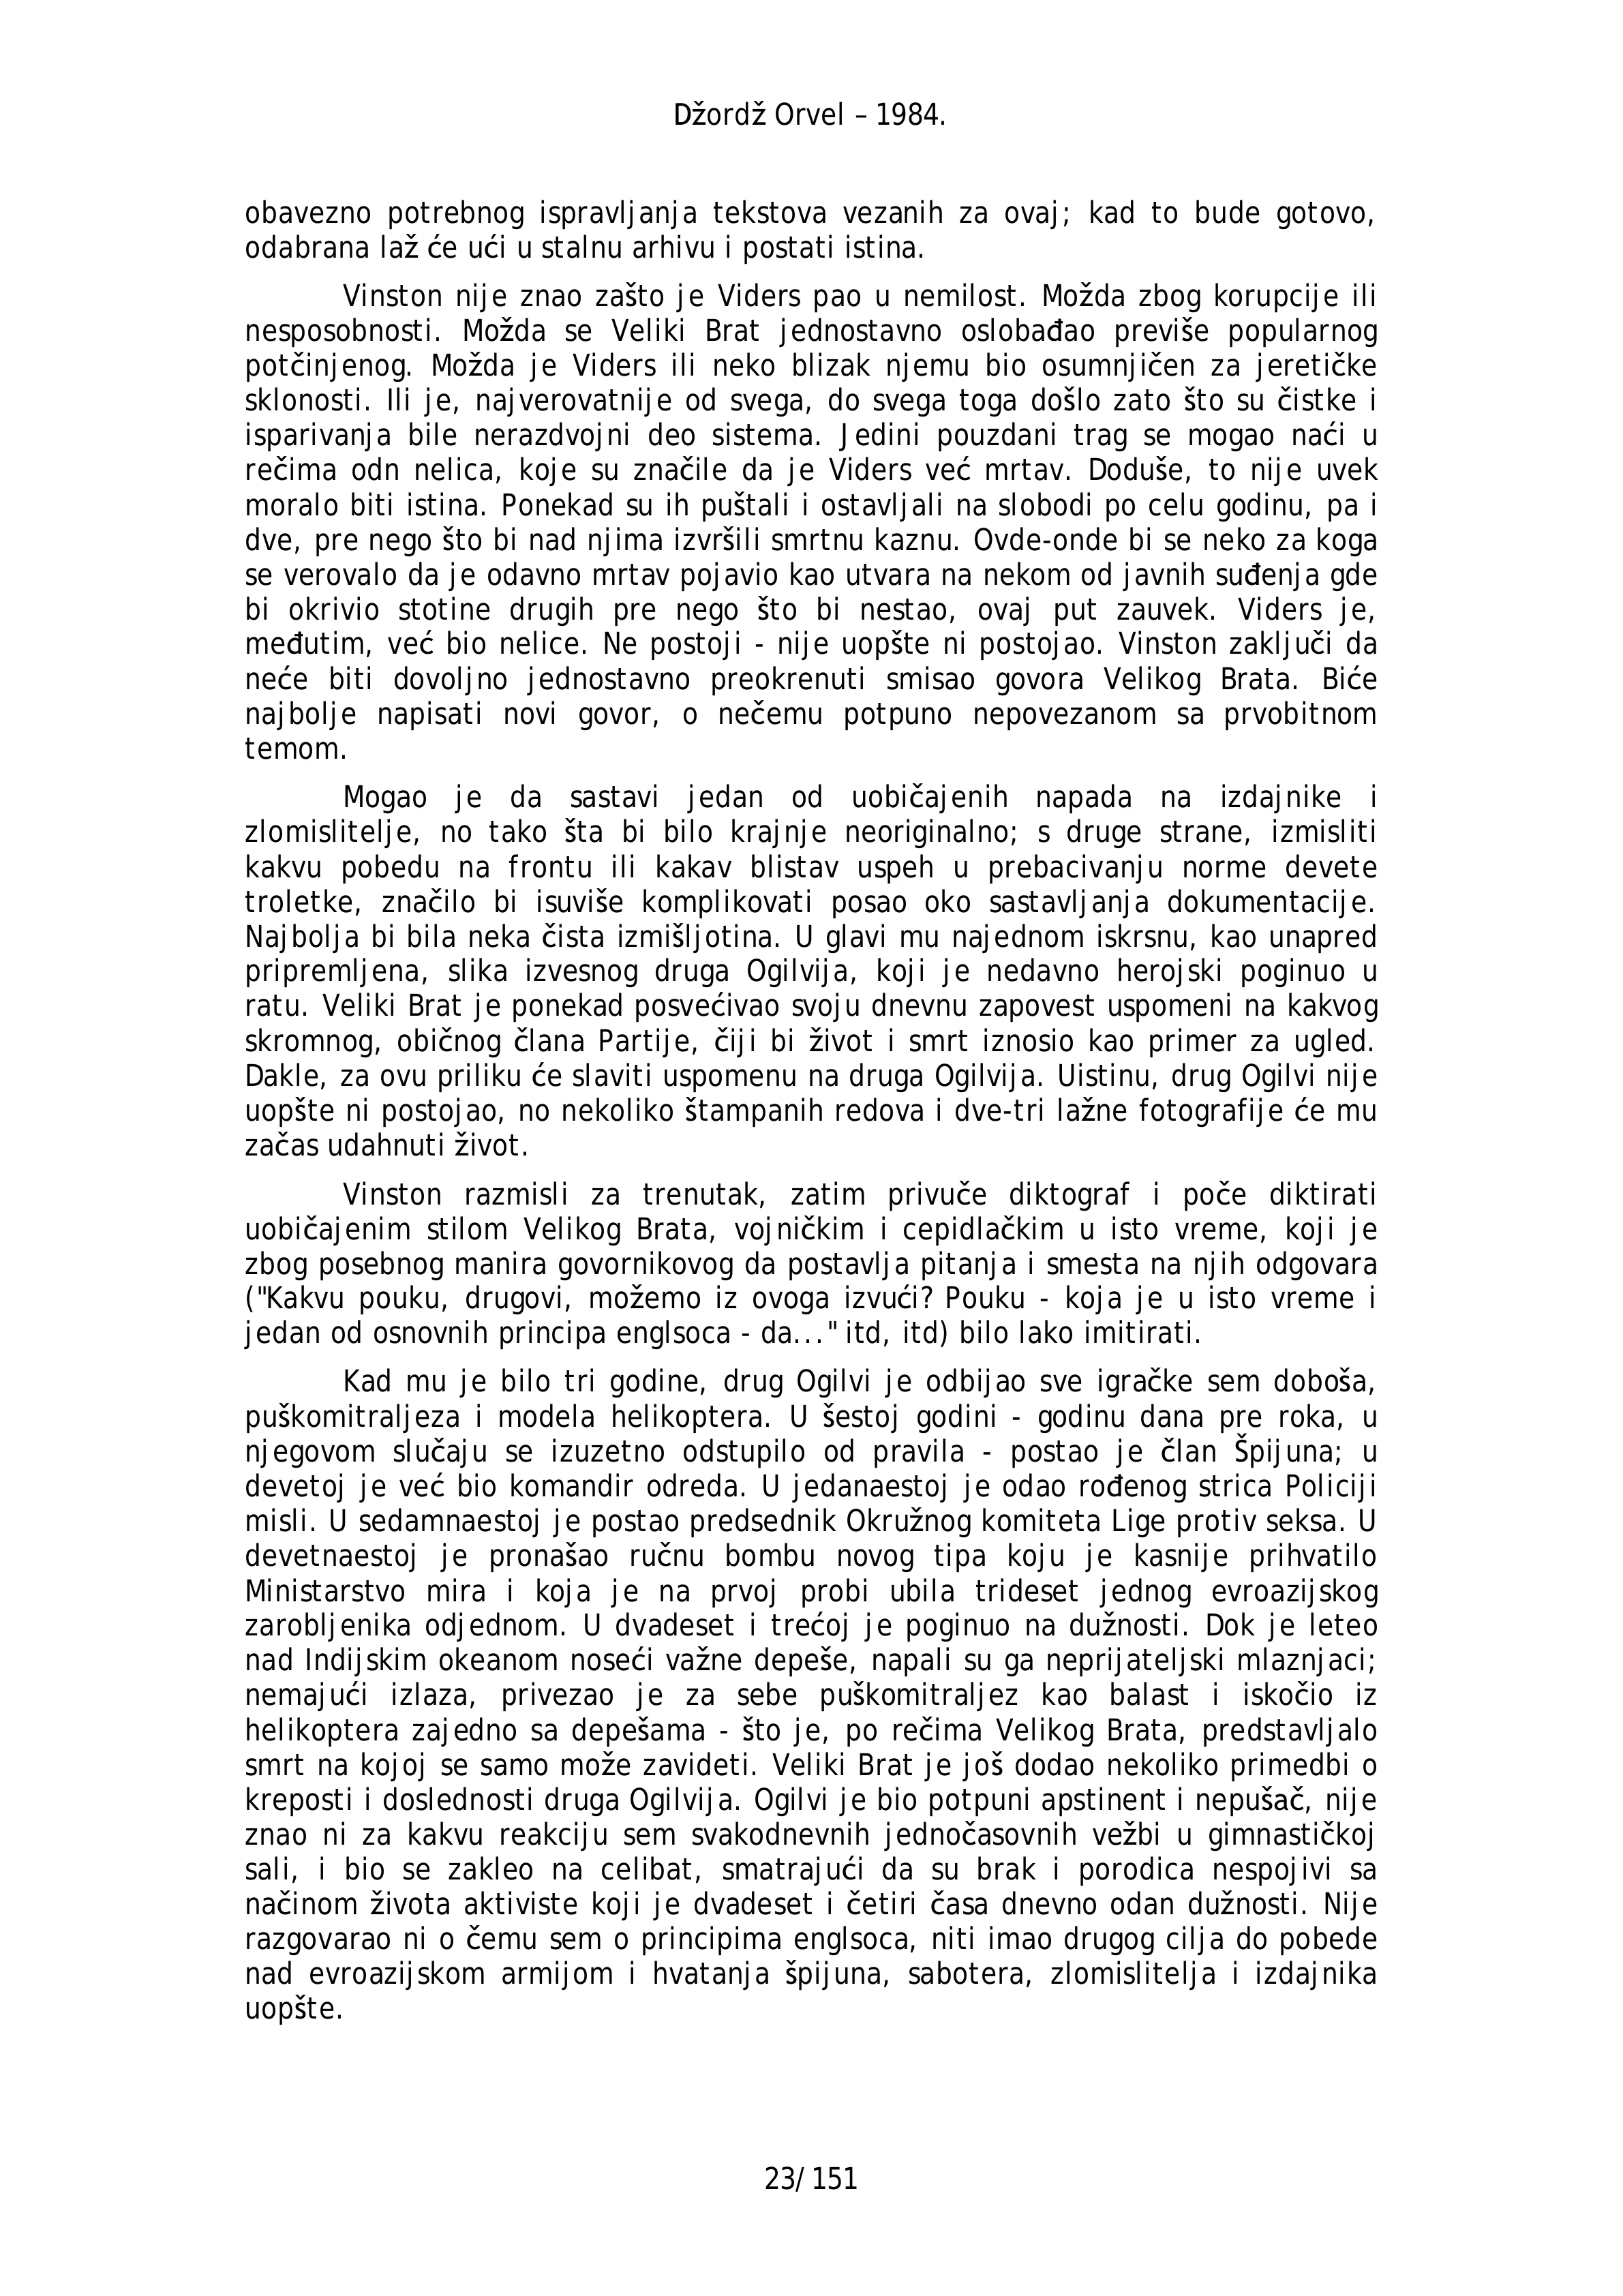 Džordž Orvel – 1984.
obavezno potrebnog ispravljanja tekstova vezanih za ovaj; kad to bude gotovo,
odabrana laž će ući u stalnu arhivu i postati istina.
Vinston nije znao zašto je Viders pao u nemilost. Možda zbog korupcije ili
nesposobnosti. Možda se Veliki Brat jednostavno oslobađao previše popularnog
potčinjenog. Možda je Viders ili neko blizak njemu bio osumnjičen za jeretičke
sklonosti. Ili je, najverovatnije od svega, do svega toga došlo zato što su čistke i
isparivanja bile nerazdvojni deo sistema. Jedini pouzdani trag se mogao naći u
rečima odn nelica, koje su značile da je Viders već mrtav. Doduše, to nije uvek
moralo biti istina. Ponekad su ih puštali i ostavljali na slobodi po celu godinu, pa i
dve, pre nego što bi nad njima izvršili smrtnu kaznu. Ovde-onde bi se neko za koga
se verovalo da je odavno mrtav pojavio kao utvara na nekom od javnih suđenja gde
bi okrivio stotine drugih pre nego što bi nestao, ovaj put zauvek. Viders je,
međutim, već bio nelice. Ne postoji - nije uopšte ni postojao. Vinston zaključi da
neće biti dovoljno jednostavno preokrenuti smisao govora Velikog Brata. Biće
najbolje napisati novi govor, o nečemu potpuno nepovezanom sa prvobitnom
temom.
Mogao je da sastavi jedan od uobičajenih napada na izdajnike i
zlomislitelje, no tako šta bi bilo krajnje neoriginalno; s druge strane, izmisliti
kakvu pobedu na frontu ili kakav blistav uspeh u prebacivanju norme devete
troletke, značilo bi isuviše komplikovati posao oko sastavljanja dokumentacije.
Najbolja bi bila neka čista izmišljotina. U glavi mu najednom iskrsnu, kao unapred
pripremljena, slika izvesnog druga Ogilvija, koji je nedavno herojski poginuo u
ratu. Veliki Brat je ponekad posvećivao svoju dnevnu zapovest uspomeni na kakvog
skromnog, običnog člana Partije, čiji bi život i smrt iznosio kao primer za ugled.
Dakle, za ovu priliku će slaviti uspomenu na druga Ogilvija. Uistinu, drug Ogilvi nije
uopšte ni postojao, no nekoliko štampanih redova i dve-tri lažne fotografije će mu
začas udahnuti život.
Vinston razmisli za trenutak, zatim privuče diktograf i poče diktirati
uobičajenim stilom Velikog Brata, vojničkim i cepidlačkim u isto vreme, koji je
zbog posebnog manira govornikovog da postavlja pitanja i smesta na njih odgovara
("Kakvu pouku, drugovi, možemo iz ovoga izvući? Pouku - koja je u isto vreme i
jedan od osnovnih principa englsoca - da..." itd, itd) bilo lako imitirati.
Kad mu je bilo tri godine, drug Ogilvi je odbijao sve igračke sem doboša,
puškomitraljeza i modela helikoptera. U šestoj godini - godinu dana pre roka, u
njegovom slučaju se izuzetno odstupilo od pravila - postao je član Špijuna; u
devetoj je već bio komandir odreda. U jedanaestoj je odao rođenog strica Policiji
misli. U sedamnaestoj je postao predsednik Okružnog komiteta Lige protiv seksa. U
devetnaestoj je pronašao ručnu bombu novog tipa koju je kasnije prihvatilo
Ministarstvo mira i koja je na prvoj probi ubila trideset jednog evroazijskog
zarobljenika odjednom. U dvadeset i trećoj je poginuo na dužnosti. Dok je leteo
nad Indijskim okeanom noseći važne depeše, napali su ga neprijateljski mlaznjaci;
nemajući izlaza, privezao je za sebe puškomitraljez kao balast i iskočio iz
helikoptera zajedno sa depešama - što je, po rečima Velikog Brata, predstavljalo
smrt na kojoj se samo može zavideti. Veliki Brat je još dodao nekoliko primedbi o
kreposti i doslednosti druga Ogilvija. Ogilvi je bio potpuni apstinent i nepušač, nije
znao ni za kakvu reakciju sem svakodnevnih jednočasovnih vežbi u gimnastičkoj
sali, i bio se zakleo na celibat, smatrajući da su brak i porodica nespojivi sa
načinom života aktiviste koji je dvadeset i četiri časa dnevno odan dužnosti. Nije
razgovarao ni o čemu sem o principima englsoca, niti imao drugog cilja do pobede
nad evroazijskom armijom i hvatanja špijuna, sabotera, zlomislitelja i izdajnika
uopšte.
23/ 151